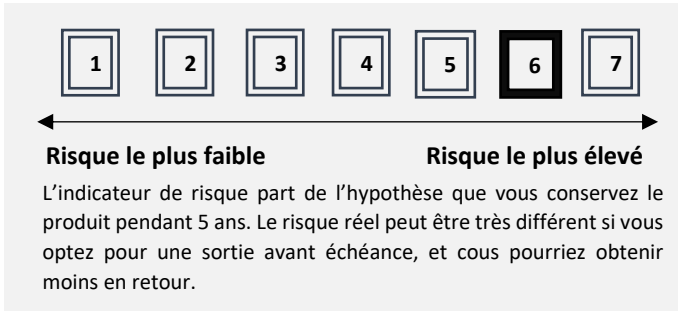 1 2 3 4 5 6 7
Risque le plus faible Risque le plus élevé
L’indicateur de risque part de l’hypothèse que vous conservez le
produit pendant 5 ans. Le risque réel peut être très différent si vous
optez pour une sortie avant échéance, et cous pourriez obtenir
moins en retour.